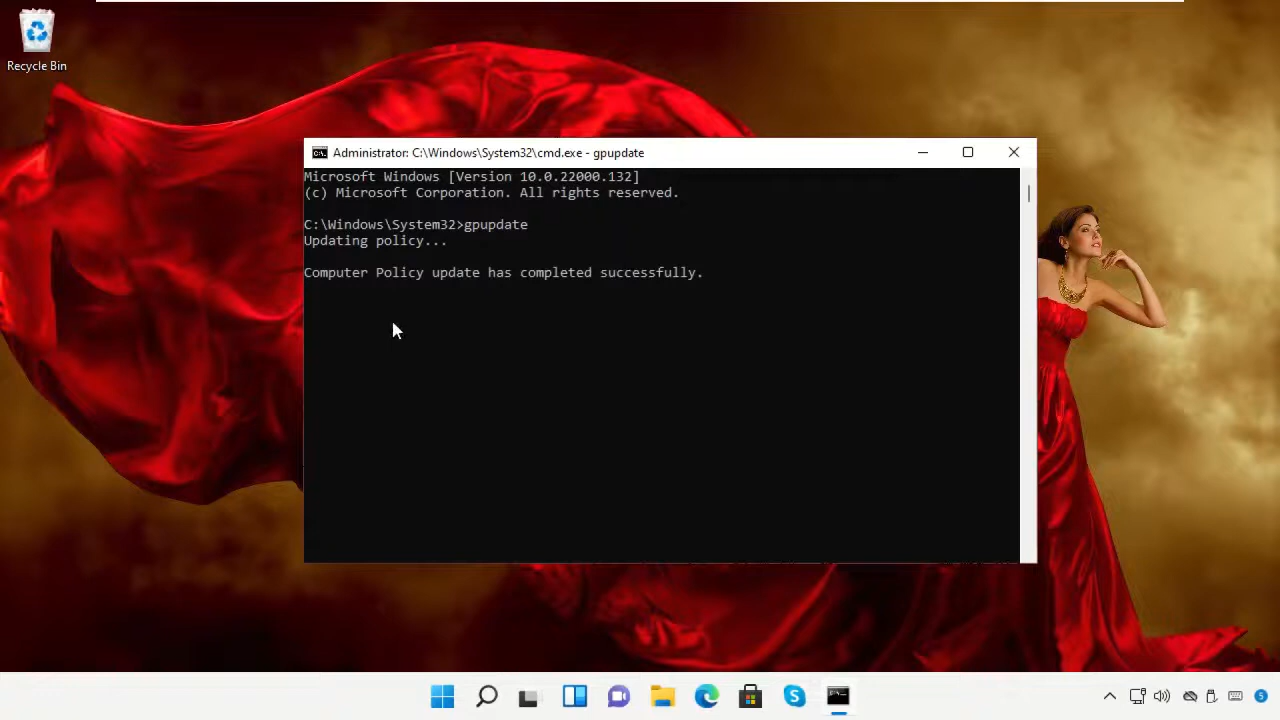 Recycle Bin
Administrator: C:\Windows\System32\cmd.exe - gpupdate
Microsoft Windows [Version 10.0.22000.132]
(c) Microsoft Corporation. All rights reserved.
C:\Windows\System32>gpupdate
Updating policy...
Computer Policy update has completed successfully.
5